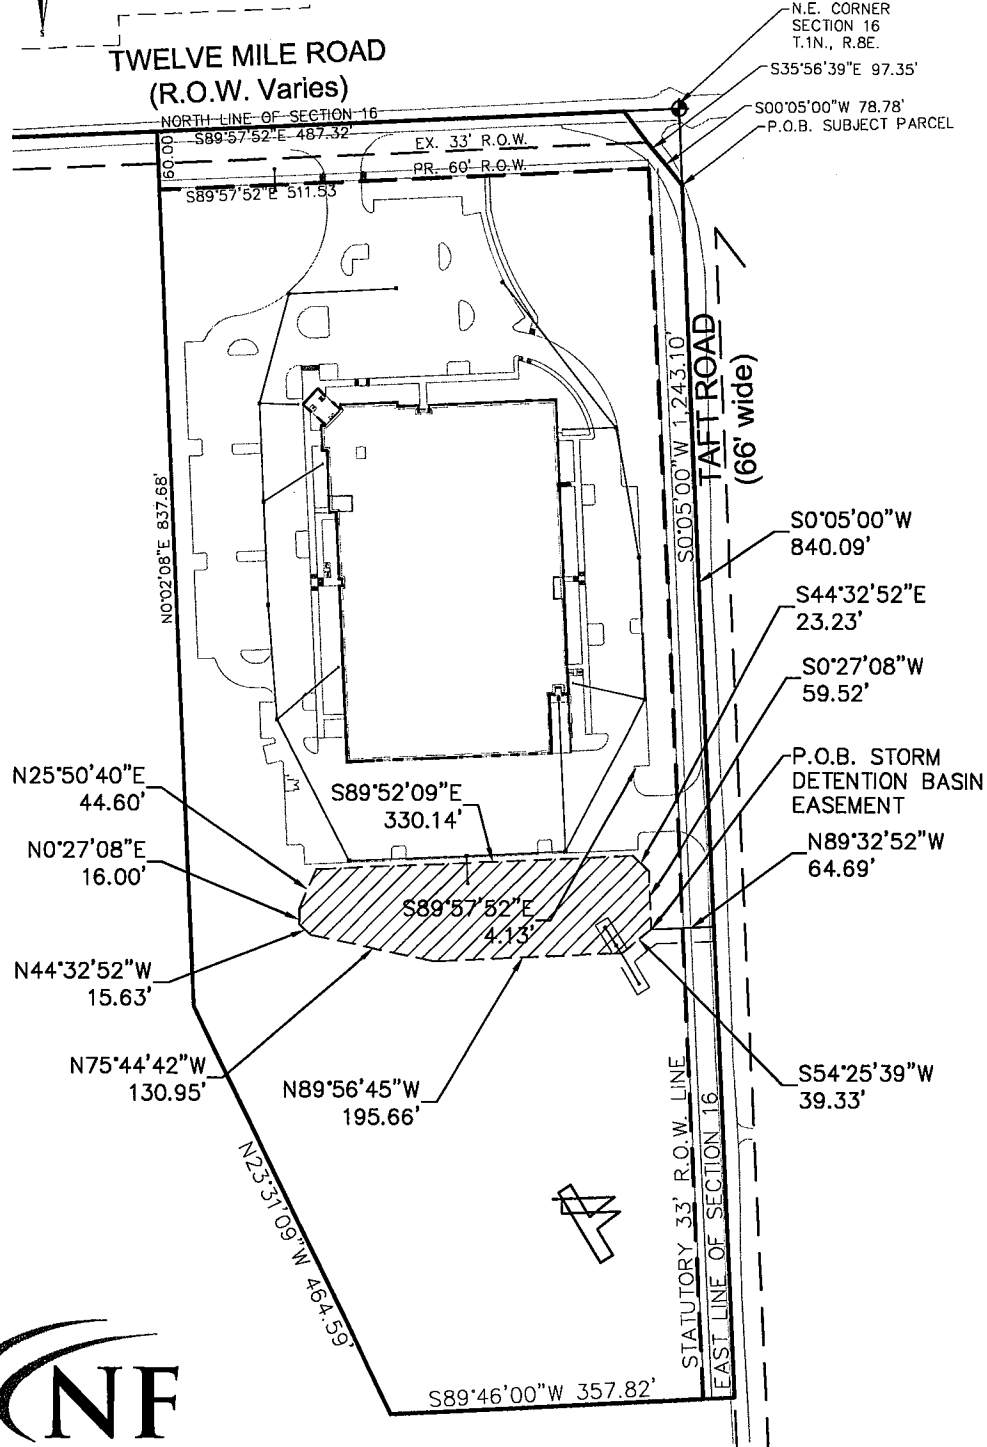 N.E. CORNER
SECTION 16
T.1N., R.8E.
TWELVE MILE ROAD
(R.O.W. Varies)
S35°56'39"E 97.35'
S00°05'00"W 78.78'
P.O.B. SUBJECT PARCEL
NORTH LINE OF SECTION 16
S89°57'52"E 487.32'
EX. 33' R.O.W.
60.00'
PR. 60' R.O.W.
S89°57'52"E 511.53
TAFT ROAD
(66' wide)
S0°05'00"W 1,243.10'
N0°02'08"E 837.68'
S0°05'00"W
840.09'
S44°32'52"E
23.23'
S0°27'08"W
59.52'
P.O.B. STORM
DETENTION BASIN
EASEMENT
N25°50'40"E
44.60'
S89°52'09"E
330.14'
N0°27'08"E
16.00'
N89°32'52"W
64.69'
S89°57'52"E
4.13'
N44°32'52"W
15.63'
N75°44'42"W
130.95'
N89°56'45"W
195.66'
S54°25'39"W
39.33'
STATUTORY 33' R.O.W. LINE
EAST LINE OF SECTION 16
N23°31'09"W 464.59'
S89°46'00"W 357.82'
NF